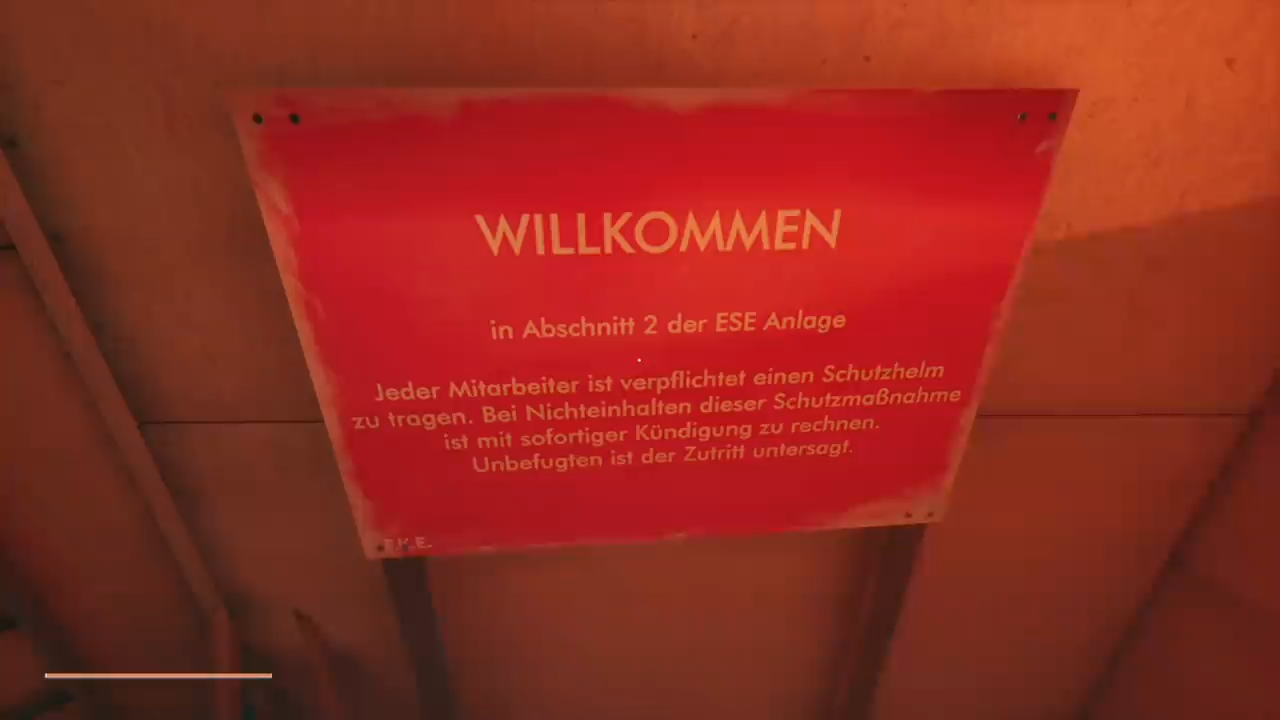 WILLKOMMEN
in Abschnitt 2 der ESE Anlage
Jeder Mitarbeiter ist verpflichtet einen Schutzhelm
zu tragen. Bei Nichteinhalten dieser Schutzmaßnahme
ist mit sofortiger Kündigung zu rechnen.
Unbefugten ist der Zutritt untersagt.